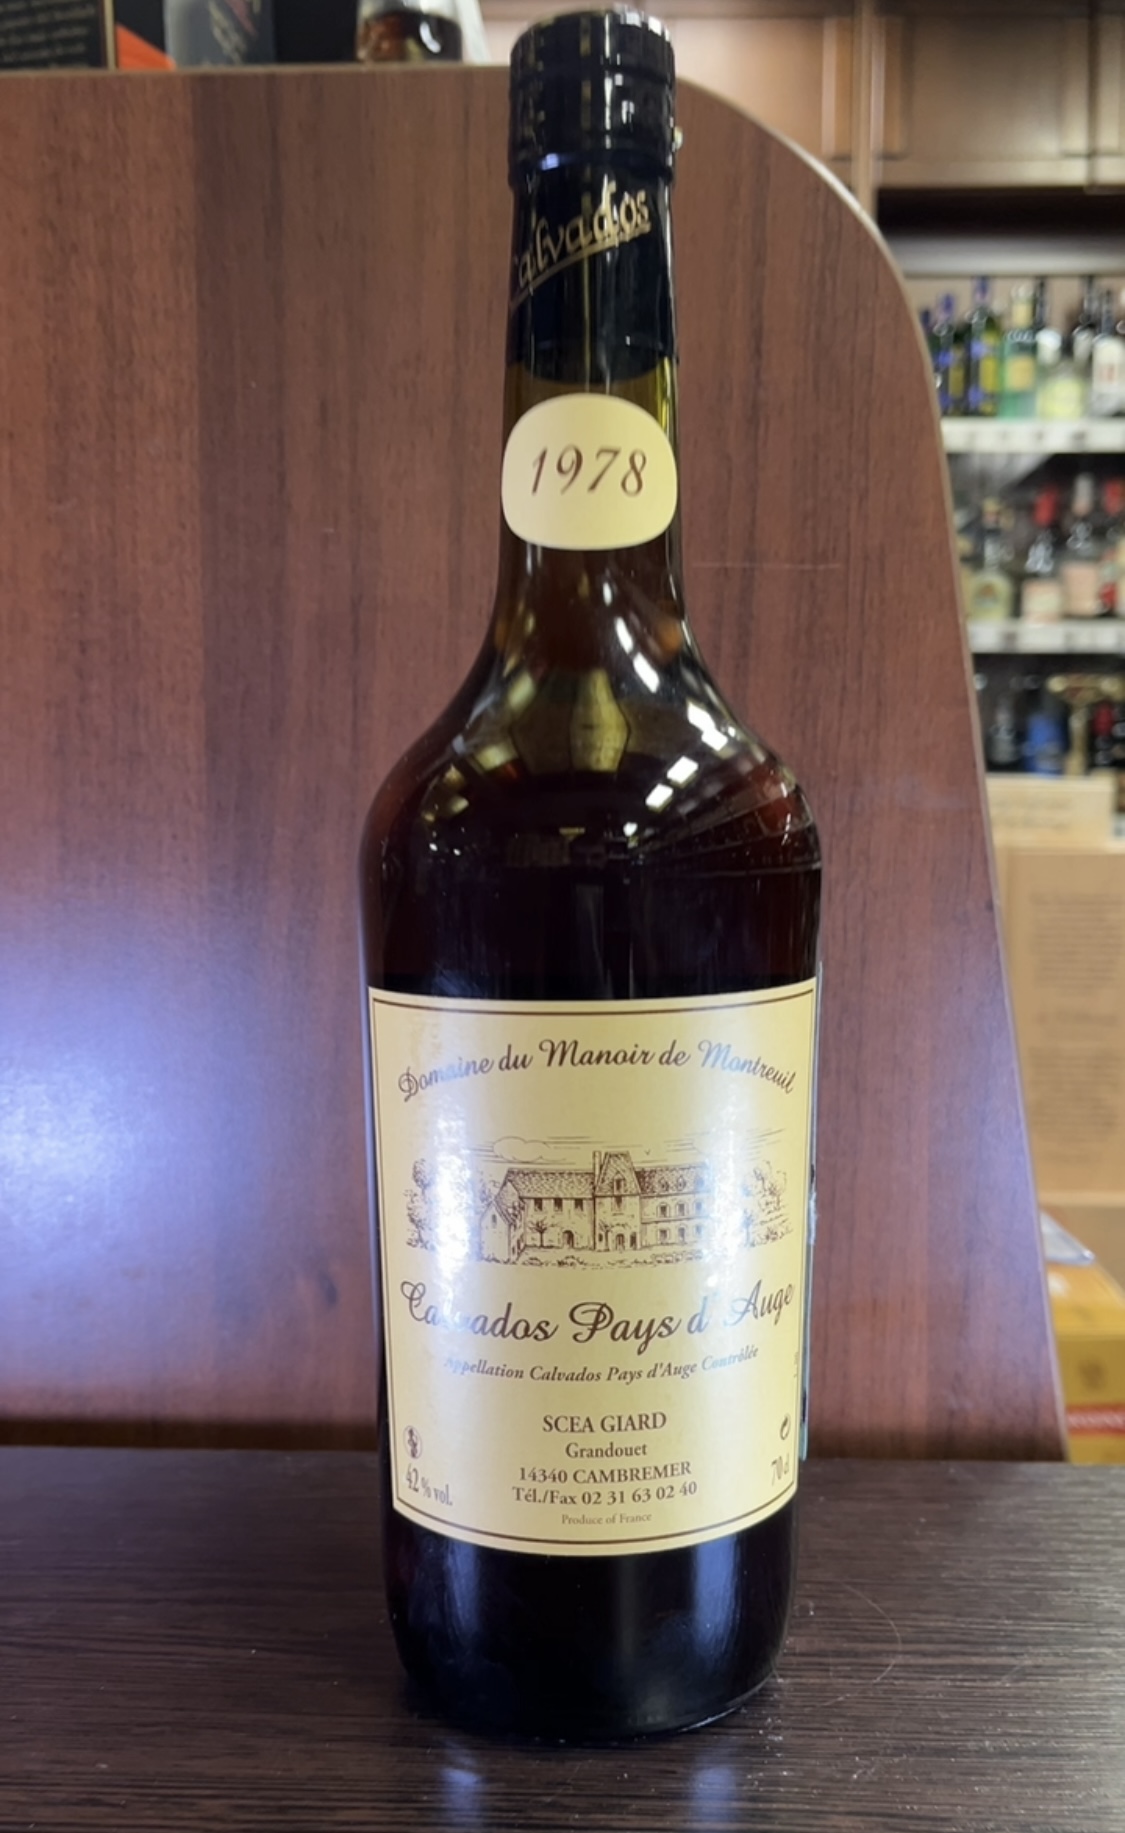 Calvados
1978
Domaine du Manoir de Montreuil
Calvados Pays d'Auge
Appellation Calvados Pays d'Auge Contrôlée
SCEA GIARD
Grandouet
14340 CAMBREMER
Tél./Fax 02 31 63 02 40
42 % vol.
70cl
Produce of France